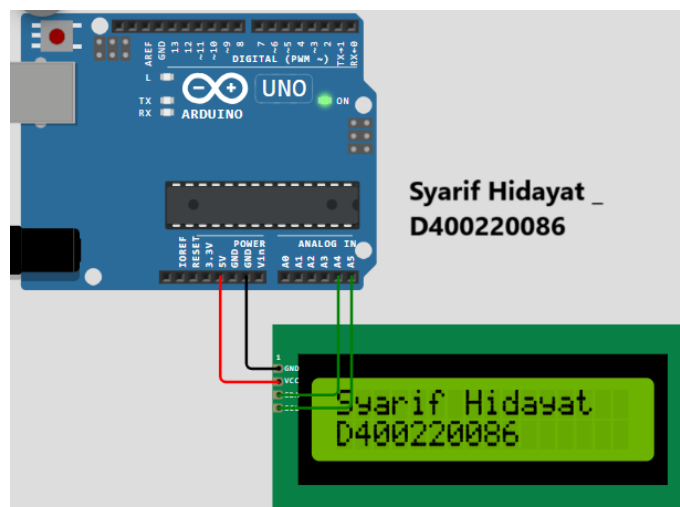 AREF
GND
13
12
~11
~10
~9
8
7
~6
~5
4
~3
2
TX→1
RX←0
DIGITAL (PWM ~)
L
TX
RX
UNO
ON
ARDUINO
Syarif Hidayat _
D400220086
IOREF
RESET
3.3V
5V
GND
GND
Vin
POWER
ANALOG IN
A0
A1
A2
A3
A4
A5
1
GND
VCC
Syarif Hidayat
D400220086